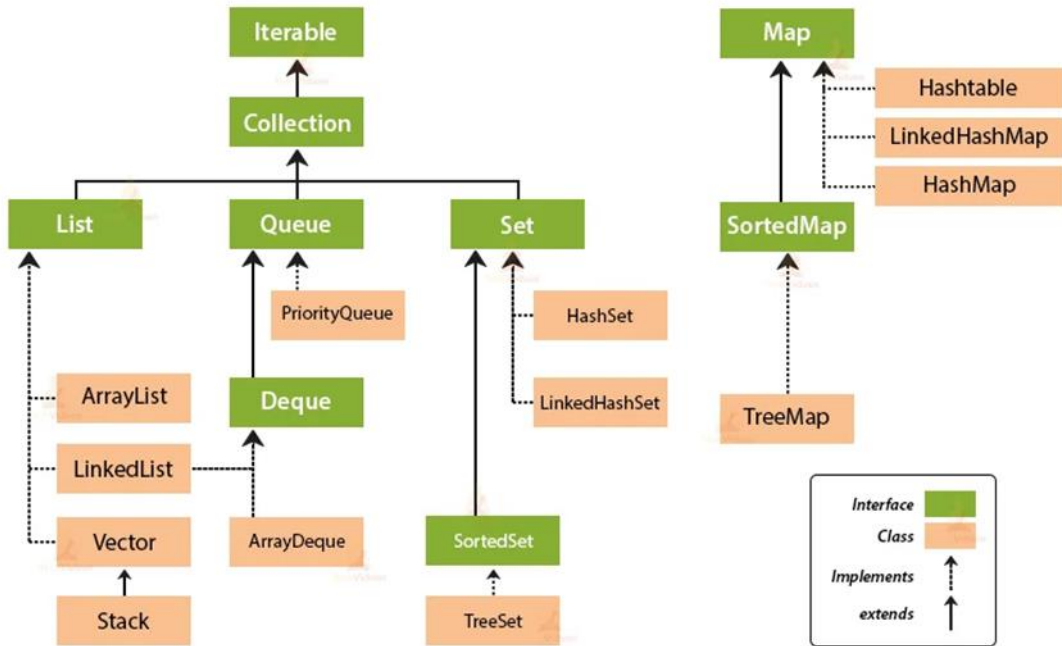 Iterable
Map
Hashtable
Collection
LinkedHashMap
HashMap
List
Queue
Set
SortedMap
PriorityQueue
HashSet
ArrayList
Deque
LinkedHashSet
TreeMap
LinkedList
Vector
ArrayDeque
SortedSet
Stack
TreeSet
Interface
Class
Implements
extends